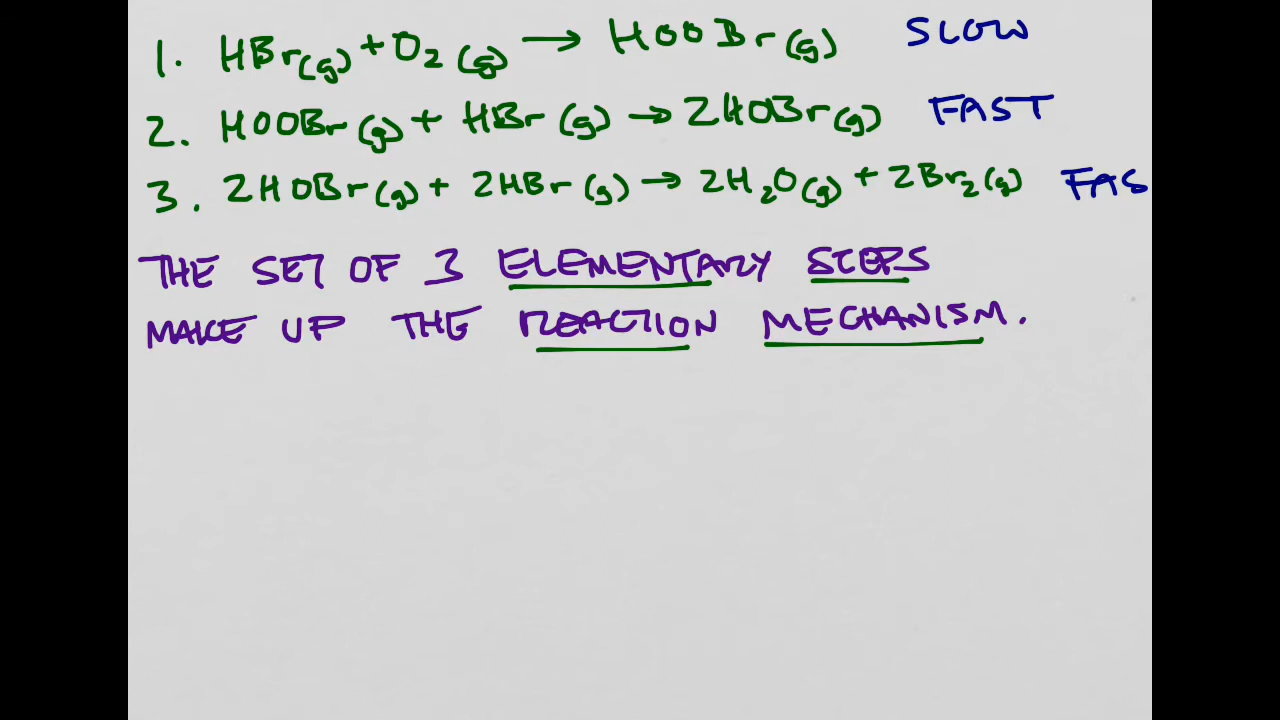 1. HBr(g) + O₂(g) → HOOBr(g) SLOW
2. HOOBr(g) + HBr(g) → 2HOBr(g) FAST
3. 2HOBr(g) + 2HBr(g) → 2H₂O(g) + 2Br₂(g) FAS
THE SET OF 3 ELEMENTARY STEPS
MAKE UP THE REACTION MECHANISM.